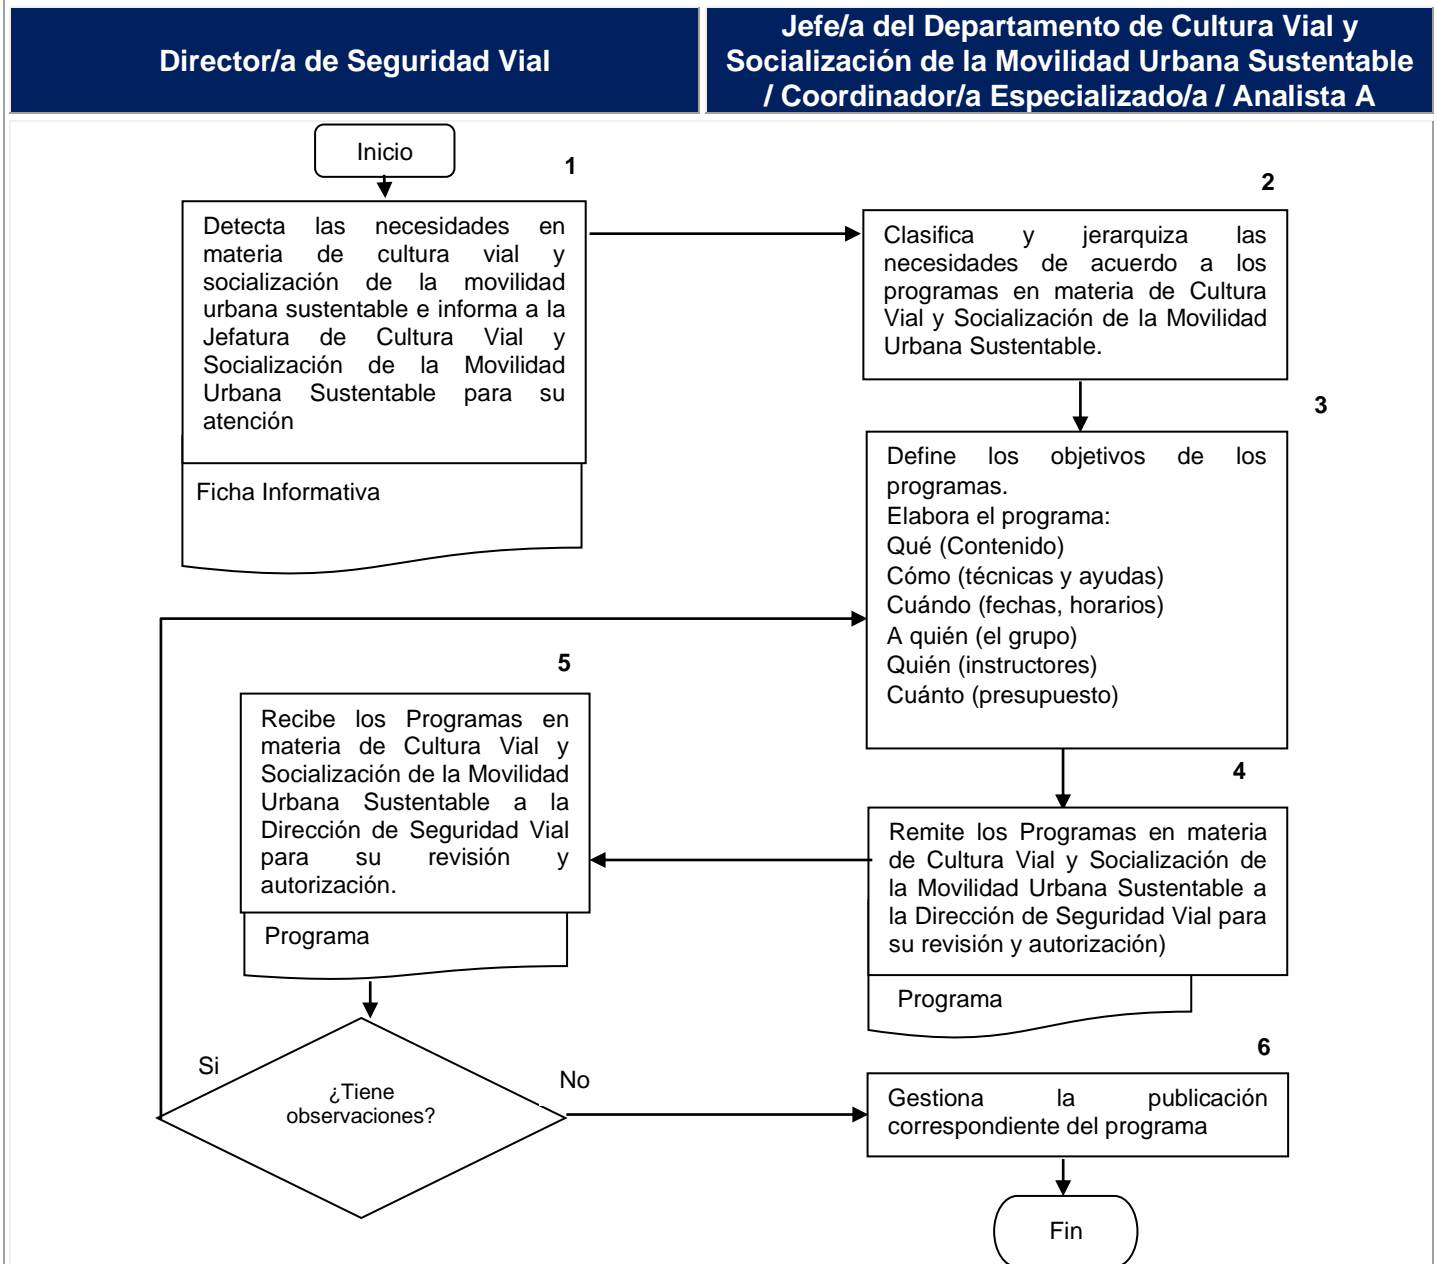 Director/a de Seguridad Vial
Jefe/a del Departamento de Cultura Vial y
Socialización de la Movilidad Urbana Sustentable
/ Coordinador/a Especializado/a / Analista A
Inicio
1
Detecta las necesidades en
materia de cultura vial y
socialización de la movilidad
urbana sustentable e informa a la
Jefatura de Cultura Vial y
Socialización de la Movilidad
Urbana Sustentable para su
atención
Ficha Informativa
2
Clasifica y jerarquiza las
necesidades de acuerdo a los
programas en materia de Cultura
Vial y Socialización de la Movilidad
Urbana Sustentable.
3
Define los objetivos de los
programas.
Elabora el programa:
Qué (Contenido)
Cómo (técnicas y ayudas)
Cuándo (fechas, horarios)
A quién (el grupo)
Quién (instructores)
Cuánto (presupuesto)
4
Remite los Programas en materia
de Cultura Vial y Socialización de
la Movilidad Urbana Sustentable a
la Dirección de Seguridad Vial para
su revisión y autorización)
Programa
5
Recibe los Programas en
materia de Cultura Vial y
Socialización de la Movilidad
Urbana Sustentable a la
Dirección de Seguridad Vial
para su revisión y
autorización.
Programa
Si
¿Tiene
observaciones?
No
6
Gestiona la publicación
correspondiente del programa
Fin